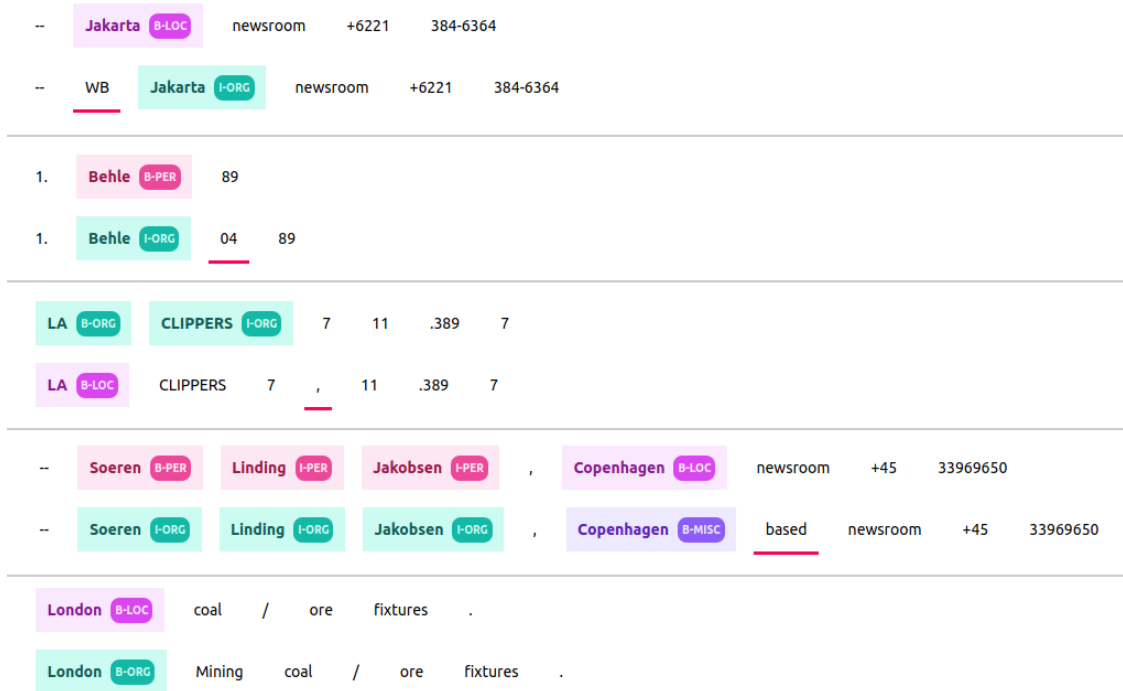 -- Jakarta B-LOC newsroom +6221 384-6364
-- WB Jakarta I-ORG newsroom +6221 384-6364
1. Behle B-PER 89
1. Behle I-ORG 04 89
LA B-ORG CLIPPERS I-ORG 7 11 .389 7
LA B-LOC CLIPPERS 7 , 11 .389 7
-- Soeren B-PER Linding I-PER Jakobsen I-PER , Copenhagen B-LOC newsroom +45 33969650
-- Soeren I-ORG Linding I-ORG Jakobsen I-ORG , Copenhagen B-MISC based newsroom +45 33969650
London B-LOC coal / ore fixtures .
London B-ORG Mining coal / ore fixtures .